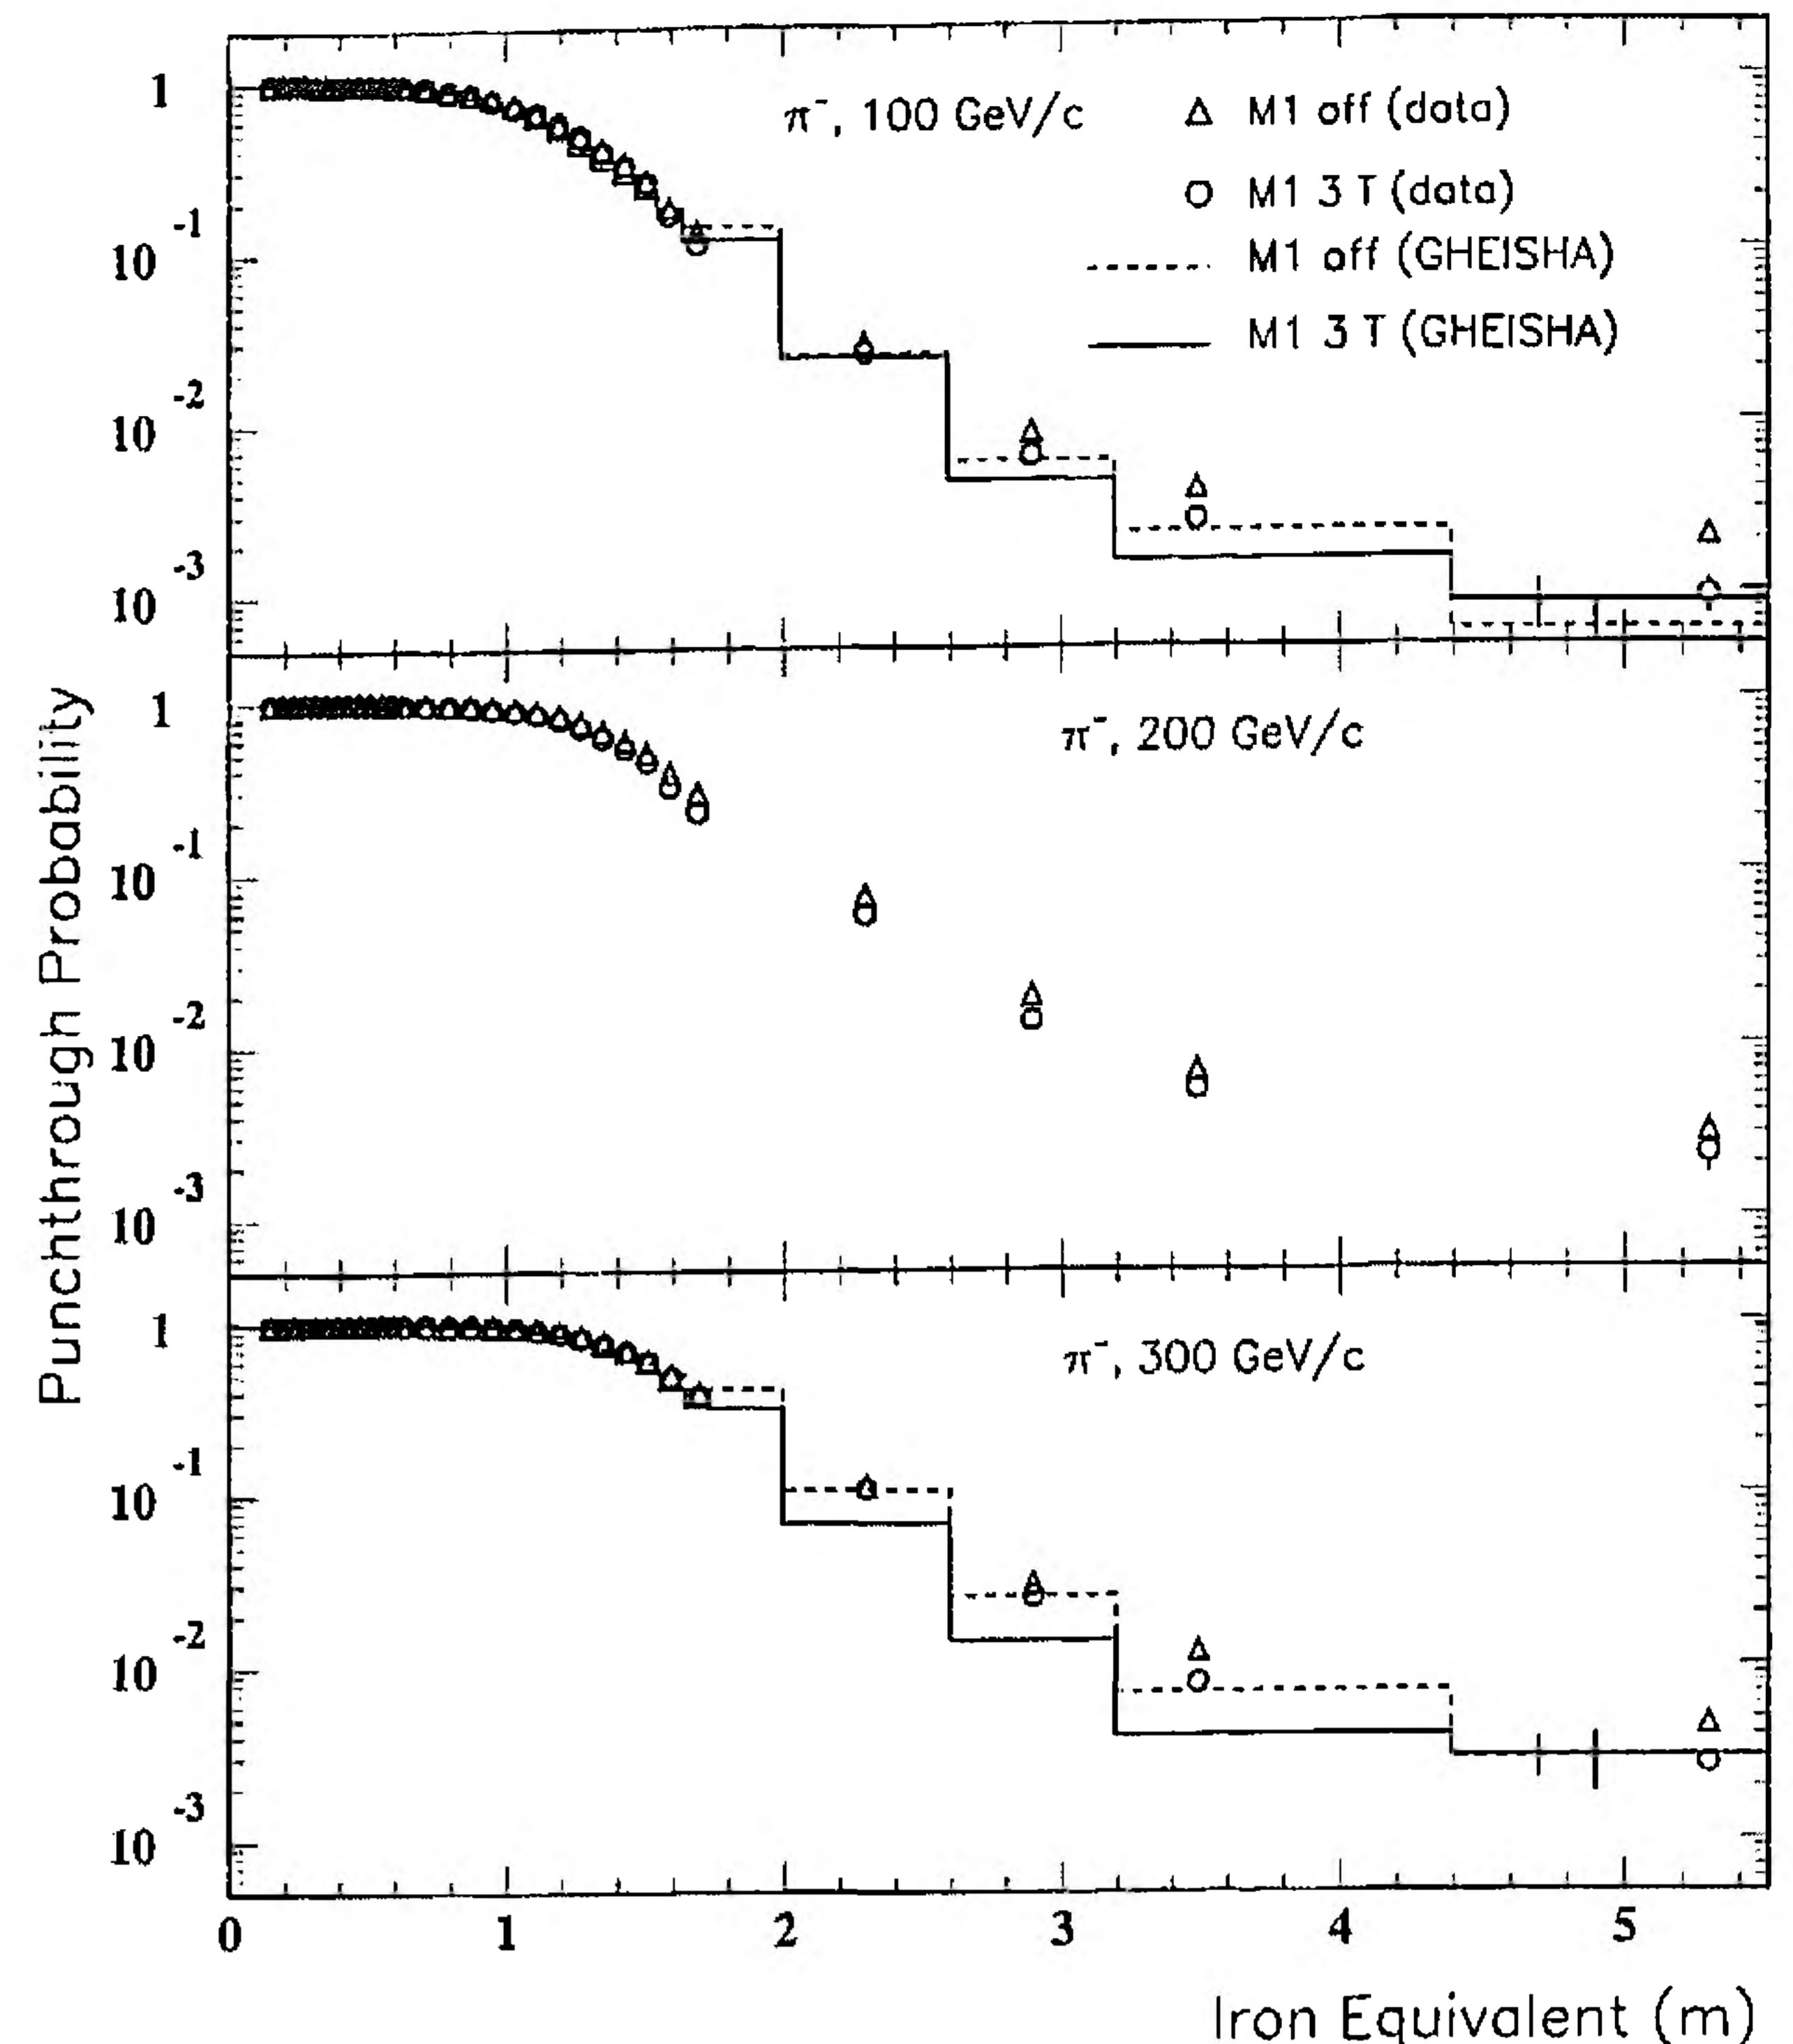 Punchthrough Probability
π⁻, 100 GeV/c
M1 off (data)
M1 3 T (data)
M1 off (GHEISHA)
M1 3 T (GHEISHA)
1
10 -1
10 -2
10 -3
π⁻, 200 GeV/c
1
10 -1
10 -2
10 -3
π⁻, 300 GeV/c
1
10 -1
10 -2
10 -3
0 1 2 3 4 5
Iron Equivalent (m)